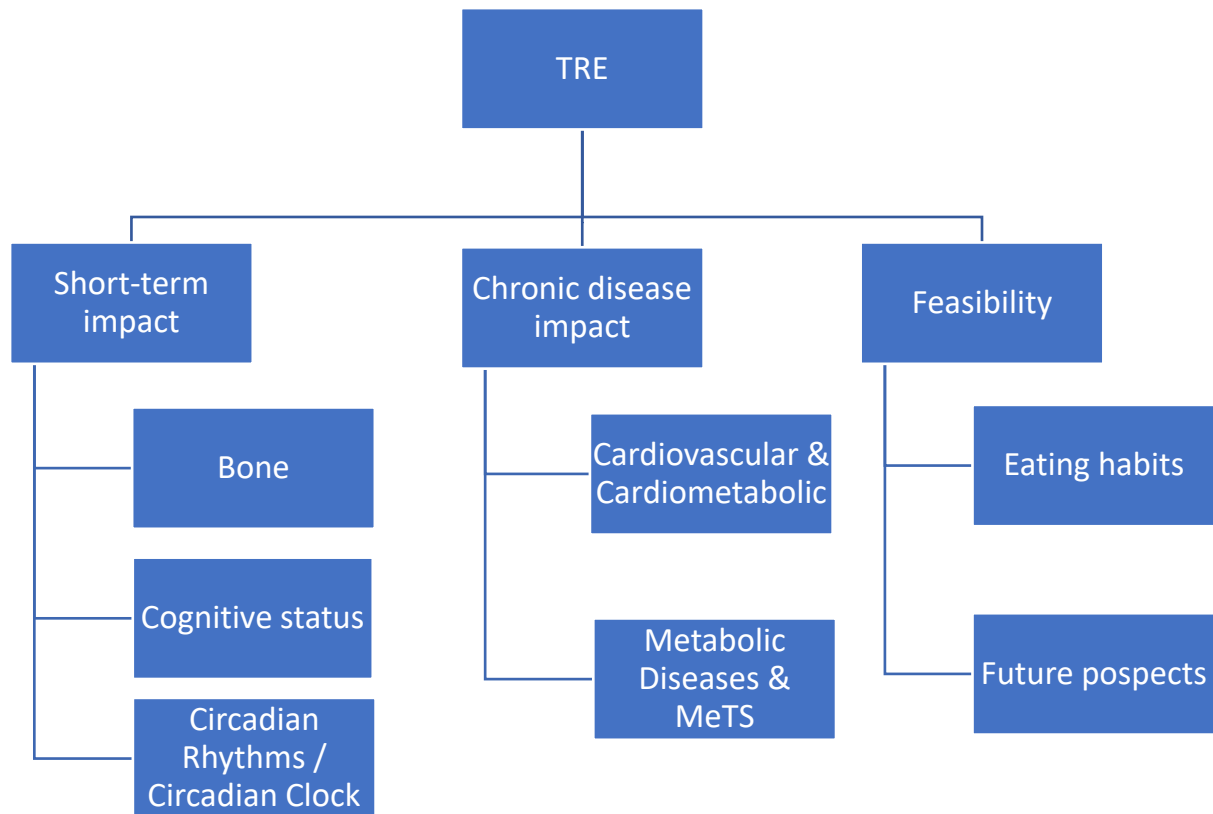 TRE
Short-term
impact
Bone
Cognitive status
Circadian
Rhythms /
Circadian Clock
Chronic disease
impact
Cardiovascular &
Cardiometabolic
Metabolic
Diseases &
MeTS
Feasibility
Eating habits
Future pospects